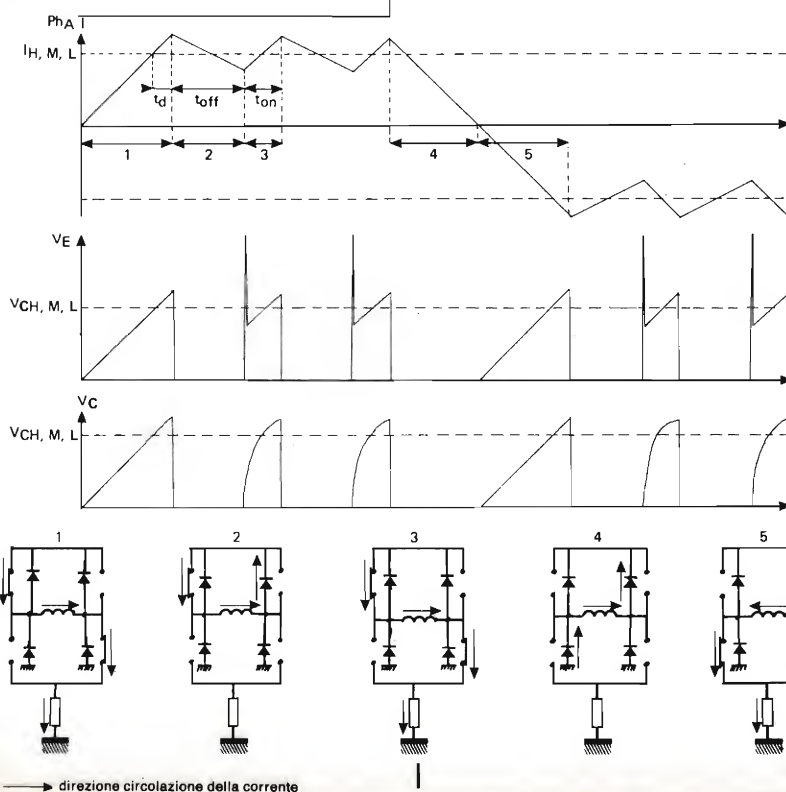 PhA
IH, M, L
td toff ton
1 2 3 4 5
VE
VCH, M, L
VC
VCH, M, L
1 2 3 4 5
direzione circolazione della corrente